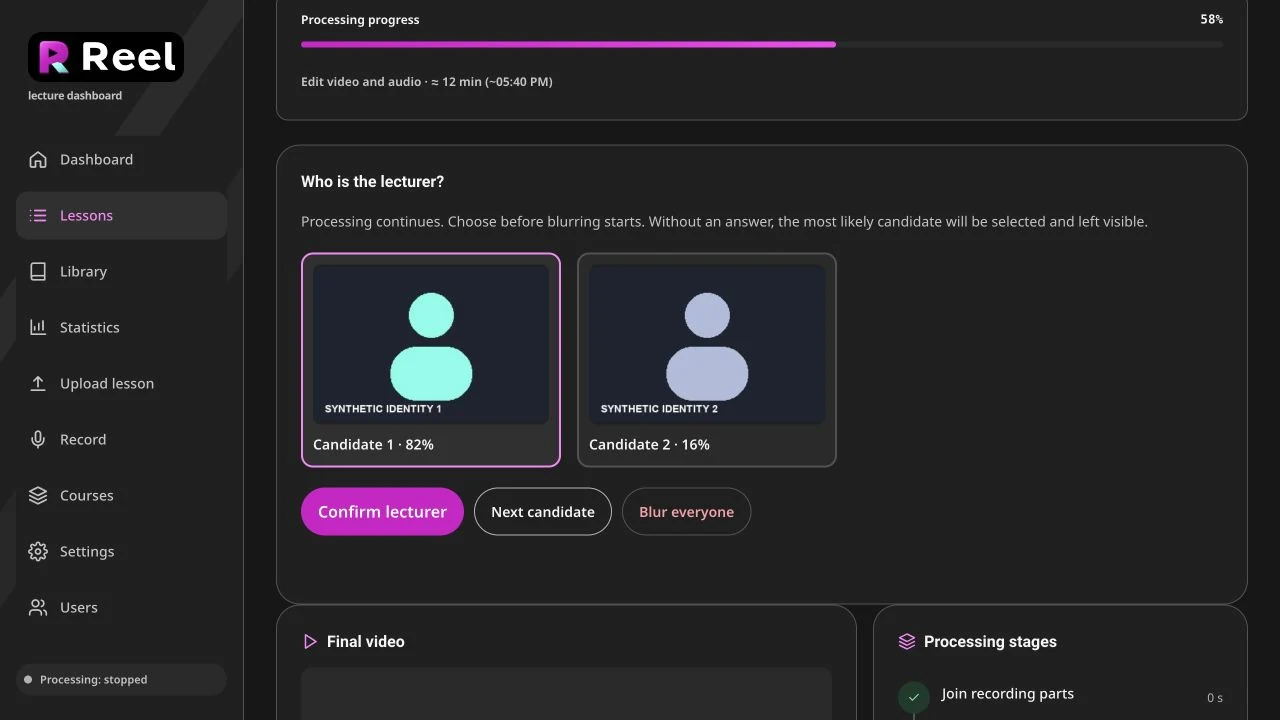 Reel
lecture dashboard
Dashboard
Lessons
Library
Statistics
Upload lesson
Record
Courses
Settings
Users
Processing: stopped
Processing progress
58%
Edit video and audio · ≈ 12 min (~05:40 PM)
Who is the lecturer?
Processing continues. Choose before blurring starts. Without an answer, the most likely candidate will be selected and left visible.
SYNTHETIC IDENTITY 1
Candidate 1 · 82%
SYNTHETIC IDENTITY 2
Candidate 2 · 16%
Confirm lecturer
Next candidate
Blur everyone
Final video
Processing stages
Join recording parts
0 s